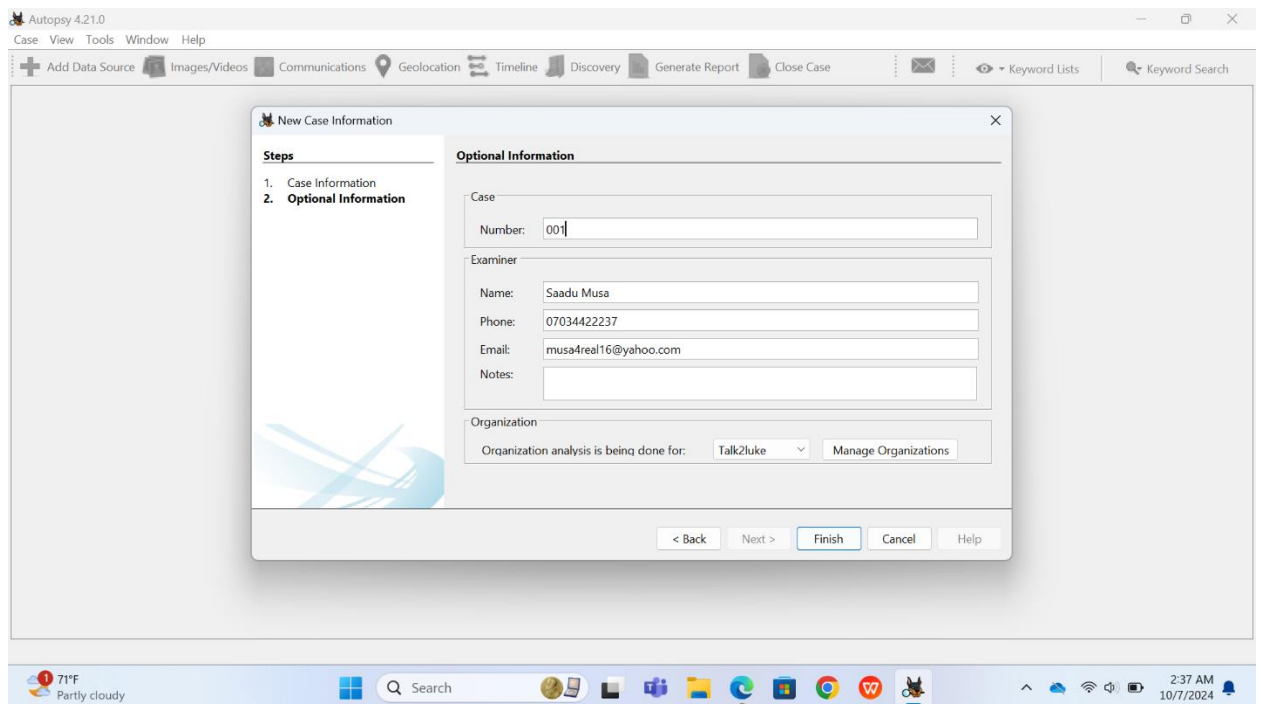 Autopsy 4.21.0
Case View Tools Window Help
Add Data Source Images/Videos Communications Geolocation Timeline Discovery Generate Report Close Case Keyword Lists Keyword Search
New Case Information
Steps
1. Case Information
2. Optional Information
Optional Information
Case
Number: 001
Examiner
Name: Saadu Musa
Phone: 07034422237
Email: musa4real16@yahoo.com
Notes:
Organization
Organization analysis is being done for: Talk2luke Manage Organizations
< Back Next > Finish Cancel Help
1
71°F
Partly cloudy
Search
2:37 AM
10/7/2024